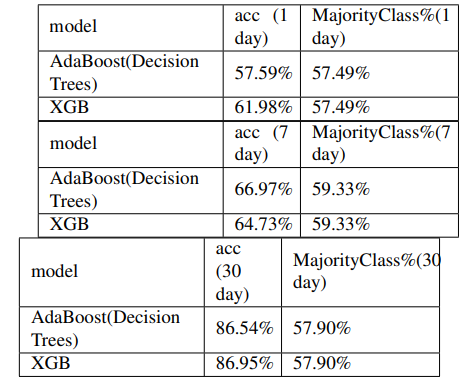 model acc (1 MajorityClass%(1
day) day)
AdaBoost(Decision 57.59% 57.49%
Trees)
XGB 61.98% 57.49%
model acc (7 MajorityClass%(7
day) day)
AdaBoost(Decision 66.97% 59.33%
Trees)
XGB 64.73% 59.33%
model acc MajorityClass%(30
(30 day)
day)
AdaBoost(Decision 86.54% 57.90%
Trees)
XGB 86.95% 57.90%